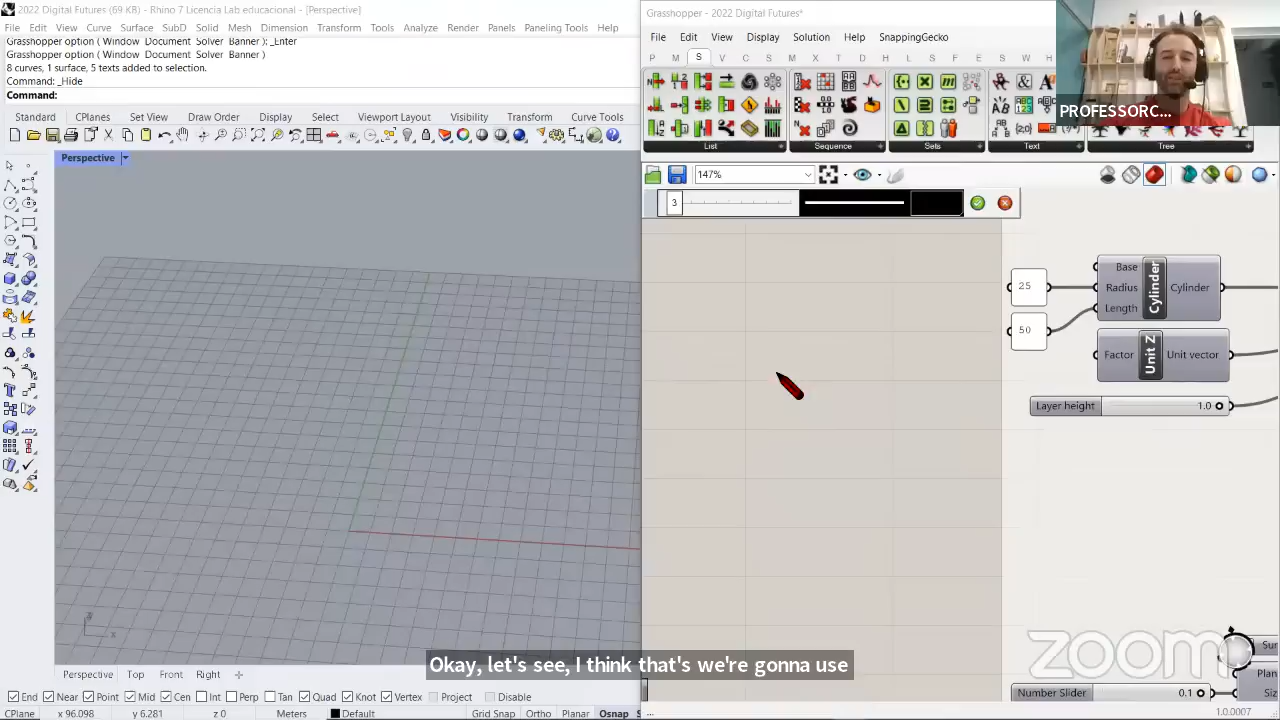 2022 Digital Futures (69 KB) - Rhino 7 Licencia Lab educacional - [Perspective]
File Edit View Curve Surface SubD Solid Mesh Dimension Transform Tools Analyze Render Panels Paneling Tools Help
Grasshopper option ( Window Document Solver Banner ): _Enter
Grasshopper option ( Window Document Solver Banner )
8 curves, 1 surface, 5 texts added to selection.
Command: _Hide
Command:
Standard CPlanes Set View Display Select Viewport Layout Visibility Transform Curve Tools
Perspective
Perspective Top Front Right
End Near Point Mid Cen Int Perp Tan Quad Knot Vertex Project Disable
CPlane x 96.098 y 6.281 z 0 Meters Default Grid Snap Ortho Planar Osnap
Grasshopper - 2022 Digital Futures*
File Edit View Display Solution Help SnappingGecko
P M S V C S I M D W H L S F E S W H
List Sequence Sets Text Tree
147%
3
PROFESSORC...
25
50
Base
Radius
Length
Cylinder
Cylinder
Factor
Unit Z
Unit vector
Layer height 1.0
Number Slider 0.1
Sur
Plan
Siz
zoom
1.0.0007
Okay, let's see, I think that's we're gonna use